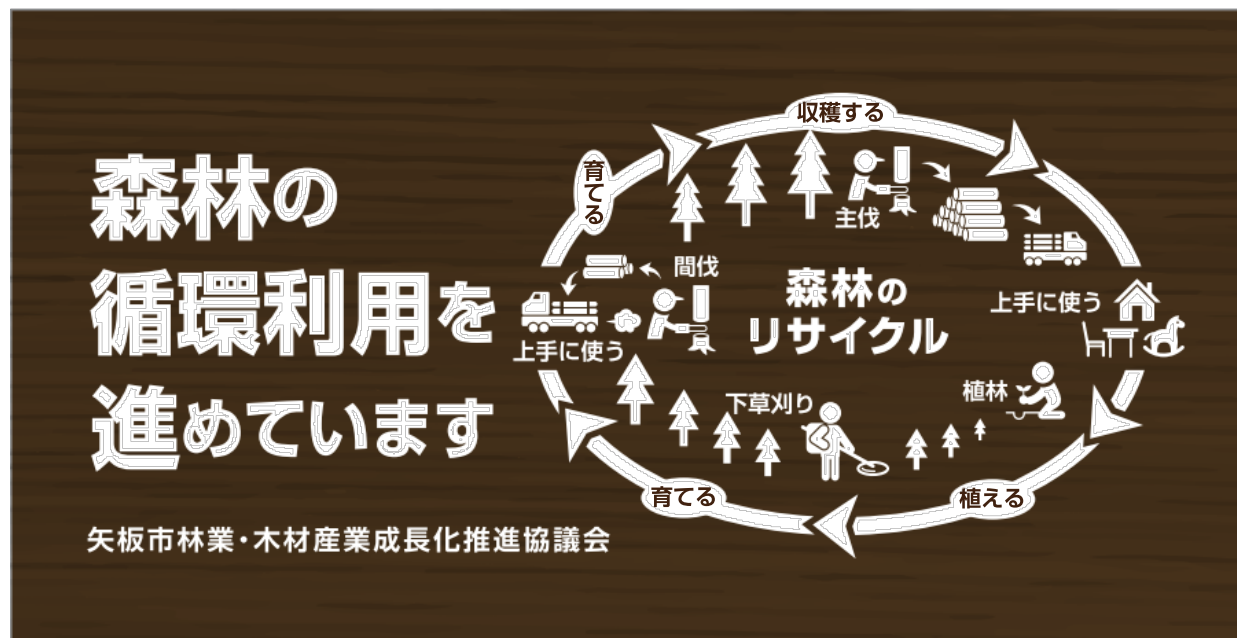 森林の
循環利用を
進めています
矢板市林業・木材産業成長化推進協議会
森林の
リサイクル
収穫する
主伐
上手に使う
植林
植える
下草刈り
育てる
上手に使う
間伐
育てる